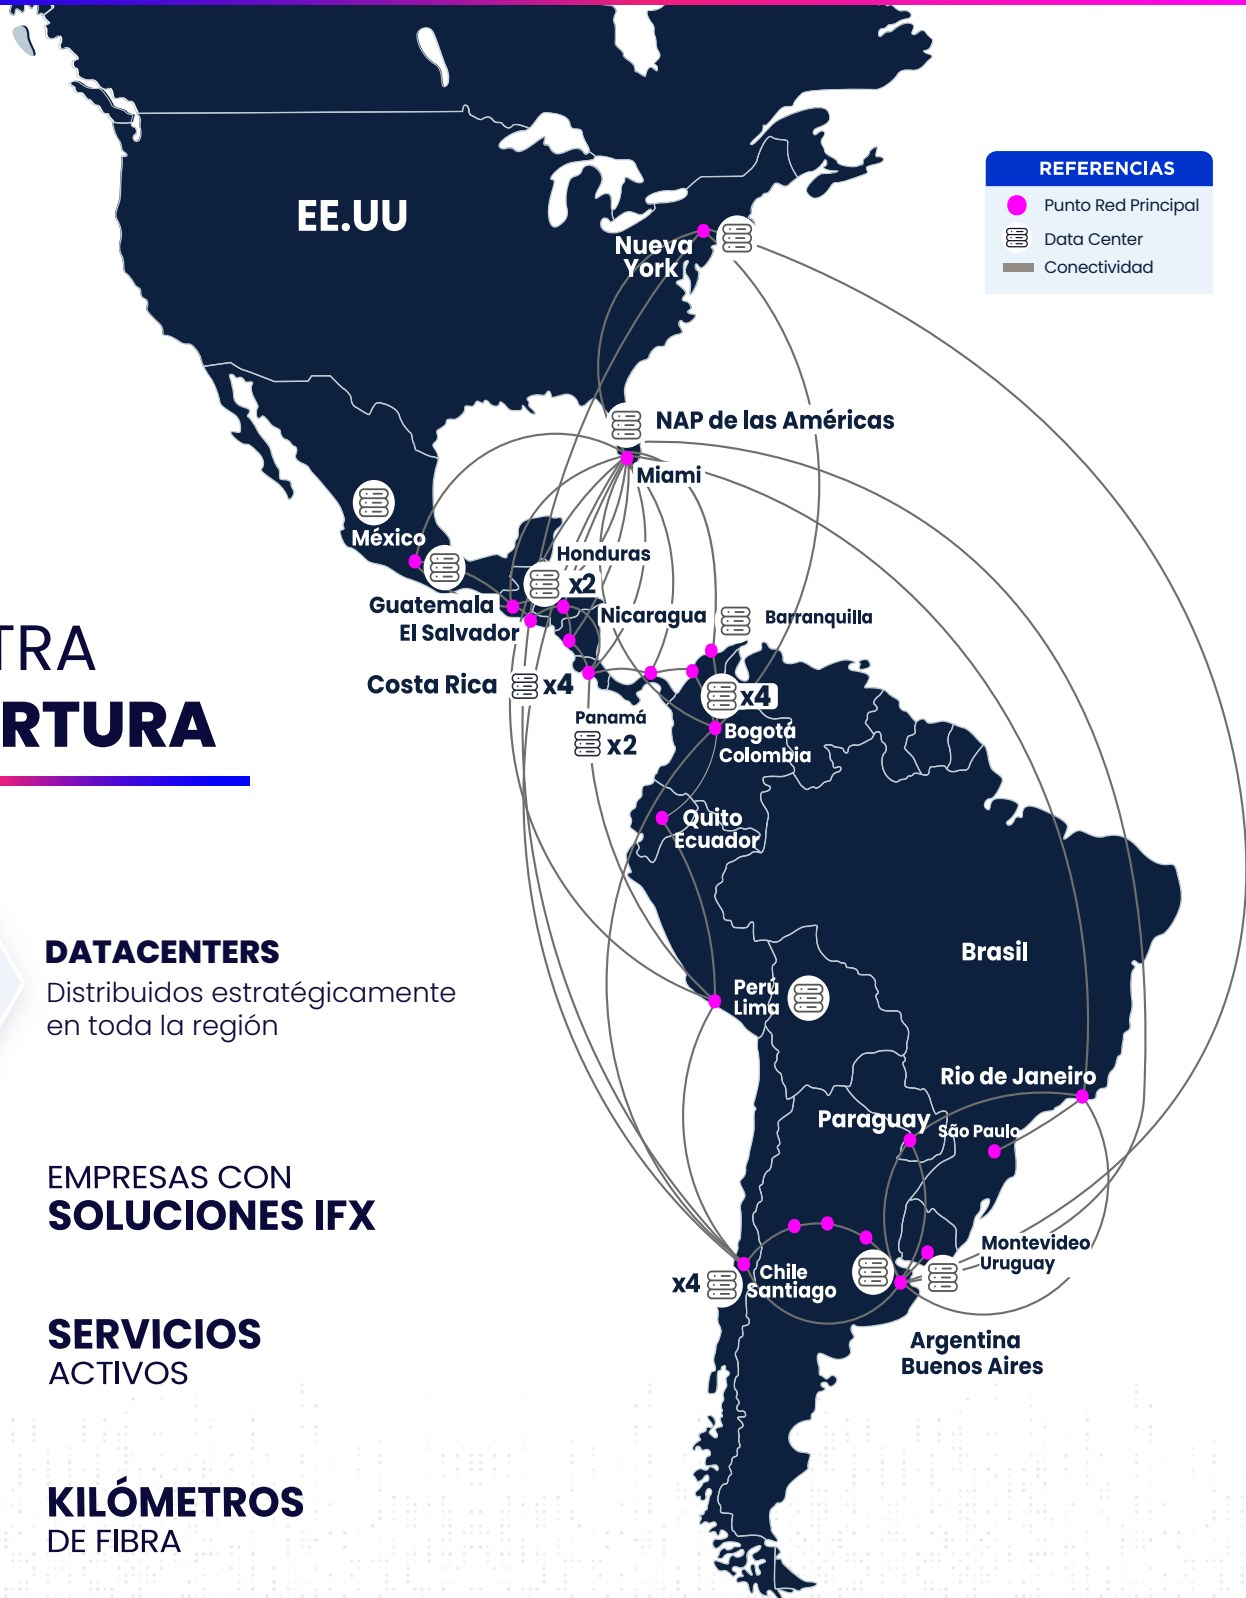 REFERENCIAS
Punto Red Principal
Data Center
Conectividad
EE.UU
Nueva
York
NAP de las Américas
Miami
México
Honduras
x2
Guatemala
El Salvador
Nicaragua
Barranquilla
Costa Rica
x4
x4
Panamá
x2
Bogotá
Colombia
Quito
Ecuador
Brasil
Perú
Lima
Rio de Janeiro
Paraguay
São Paulo
Montevideo
Uruguay
x4
Chile
Santiago
Argentina
Buenos Aires
TRA
RTURA
DATACENTERS
Distribuidos estratégicamente
en toda la región
EMPRESAS CON
SOLUCIONES IFX
SERVICIOS
ACTIVOS
KILÓMETROS
DE FIBRA